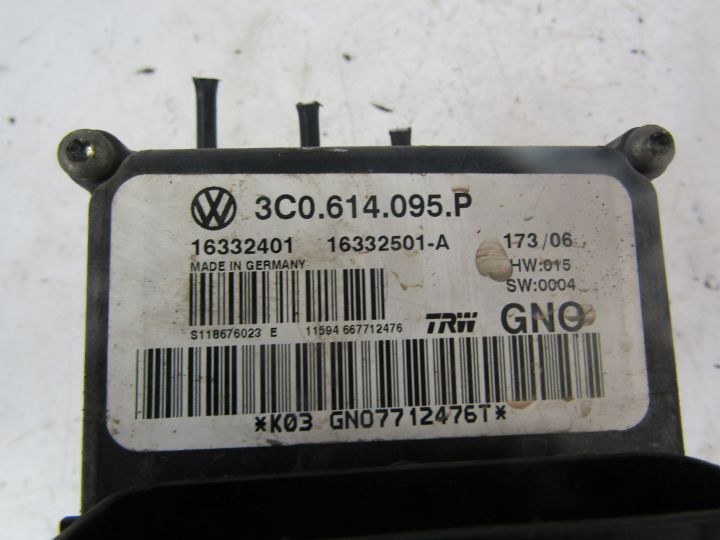 3C0.614.095.P
16332401 16332501-A 173/06
MADE IN GERMANY HW:015
SW:0004
S118676023 E 11594 667712476 TRW GNO
*K03 GNO7712476T*